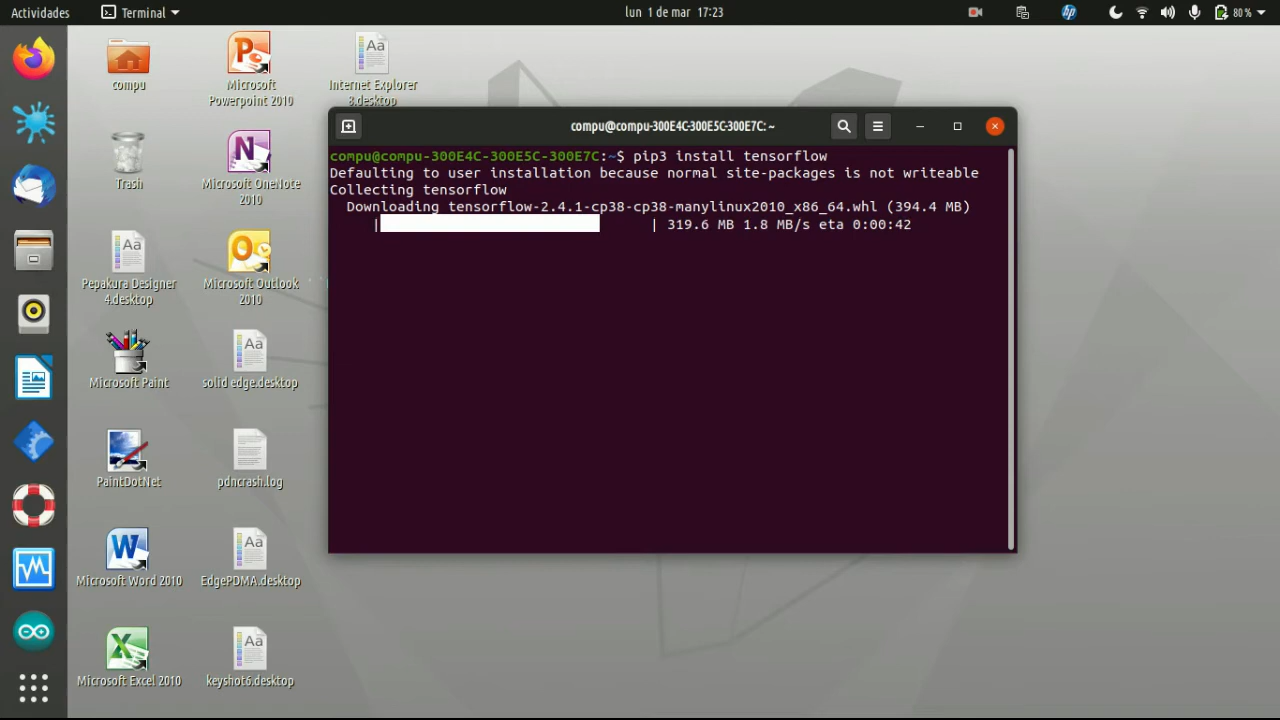 Actividades
Terminal
lun 1 de mar 17:23
80 %
compu
Microsoft
Powerpoint 2010
Internet Explorer
8.desktop
Trash
Microsoft OneNote
2010
Pepakura Designer
4.desktop
Microsoft Outlook
2010
Microsoft Paint
solid edge.desktop
PaintDotNet
pdncrash.log
Microsoft Word 2010
EdgePDMA.desktop
Microsoft Excel 2010
keyshot6.desktop
compu@compu-300E4C-300E5C-300E7C: ~
compu@compu-300E4C-300E5C-300E7C:~$ pip3 install tensorflow
Defaulting to user installation because normal site-packages is not writeable
Collecting tensorflow
Downloading tensorflow-2.4.1-cp38-cp38-manylinux2010_x86_64.whl (394.4 MB)
| | 319.6 MB 1.8 MB/s eta 0:00:42